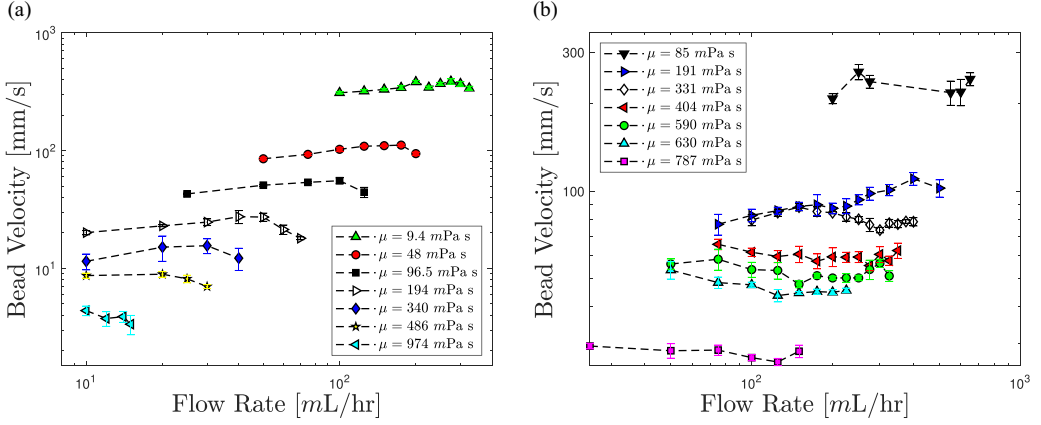 (a)
10³
10²
10¹
Bead Velocity [mm/s]
μ = 9.4 mPa s
μ = 48 mPa s
μ = 96.5 mPa s
μ = 194 mPa s
μ = 340 mPa s
μ = 486 mPa s
μ = 974 mPa s
10¹
10²
Flow Rate [mL/hr]
(b)
300
100
Bead Velocity [mm/s]
μ = 85 mPa s
μ = 191 mPa s
μ = 331 mPa s
μ = 404 mPa s
μ = 590 mPa s
μ = 630 mPa s
μ = 787 mPa s
10²
10³
Flow Rate [mL/hr]